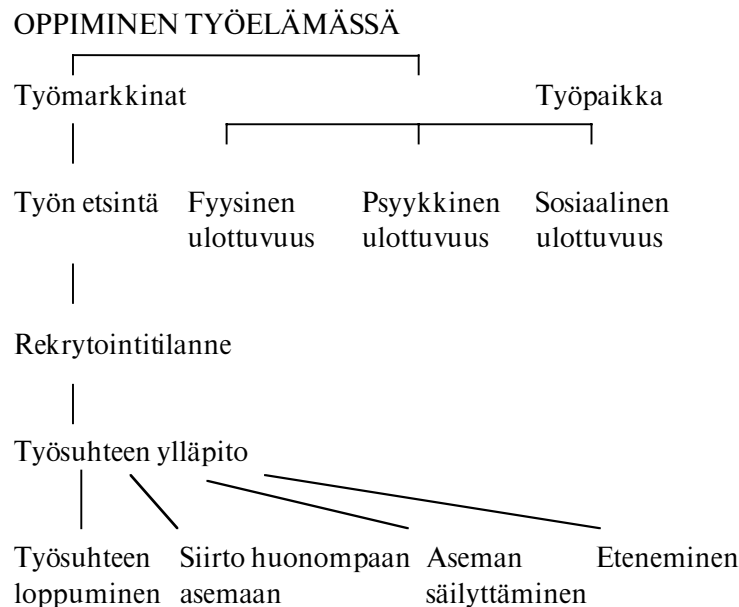 OPPIMINEN TYÖELÄMÄSSÄ
Työmarkkinat Työpaikka
Työn etsintä Fyysinen Psyykkinen Sosiaalinen
ulottuvuus ulottuvuus ulottuvuus
Rekrytointitilanne
Työsuhteen ylläpito
Työsuhteen Siirto huonompaan Aseman Eteneminen
loppuminen asemaan säilyttäminen